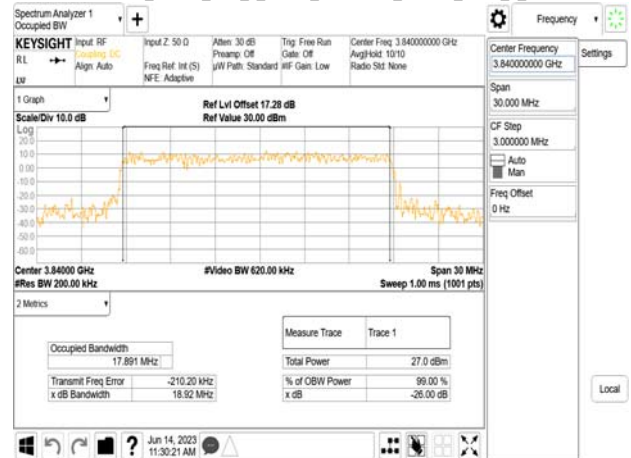 Spectrum Analyzer 1
Occupied BW
Frequency
KEYSIGHT
Input: RF
Coupling: DC
Align: Auto
Input Z: 50 Ω
Freq Ref: Int (S)
NFE: Adaptive
Atten: 30 dB
Preamp: Off
µW Path: Standard
Trig: Free Run
Gate: Off
#IF Gain: Low
Center Freq: 3.840000000 GHz
Avg|Hold: 10/10
Radio Std: None
RL
LV
Center Frequency
3.840000000 GHz
Settings
Span
30.000 MHz
CF Step
3.000000 MHz
Auto
Man
Freq Offset
0 Hz
Local
1 Graph
Scale/Div 10.0 dB
Ref Lvl Offset 17.28 dB
Ref Value 30.00 dBm
Log
20.0
10.0
0.00
-10.0
-20.0
-30.0
-40.0
-50.0
-60.0
Center 3.84000 GHz
#Res BW 200.00 kHz
#Video BW 620.00 kHz
Span 30 MHz
Sweep 1.00 ms (1001 pts)
2 Metrics
Measure Trace Trace 1
Occupied Bandwidth
17.891 MHz
Total Power 27.0 dBm
Transmit Freq Error -210.20 kHz
% of OBW Power 99.00 %
x dB Bandwidth 18.92 MHz
x dB -26.00 dB
?
Jun 14, 2023
11:30:21 AM